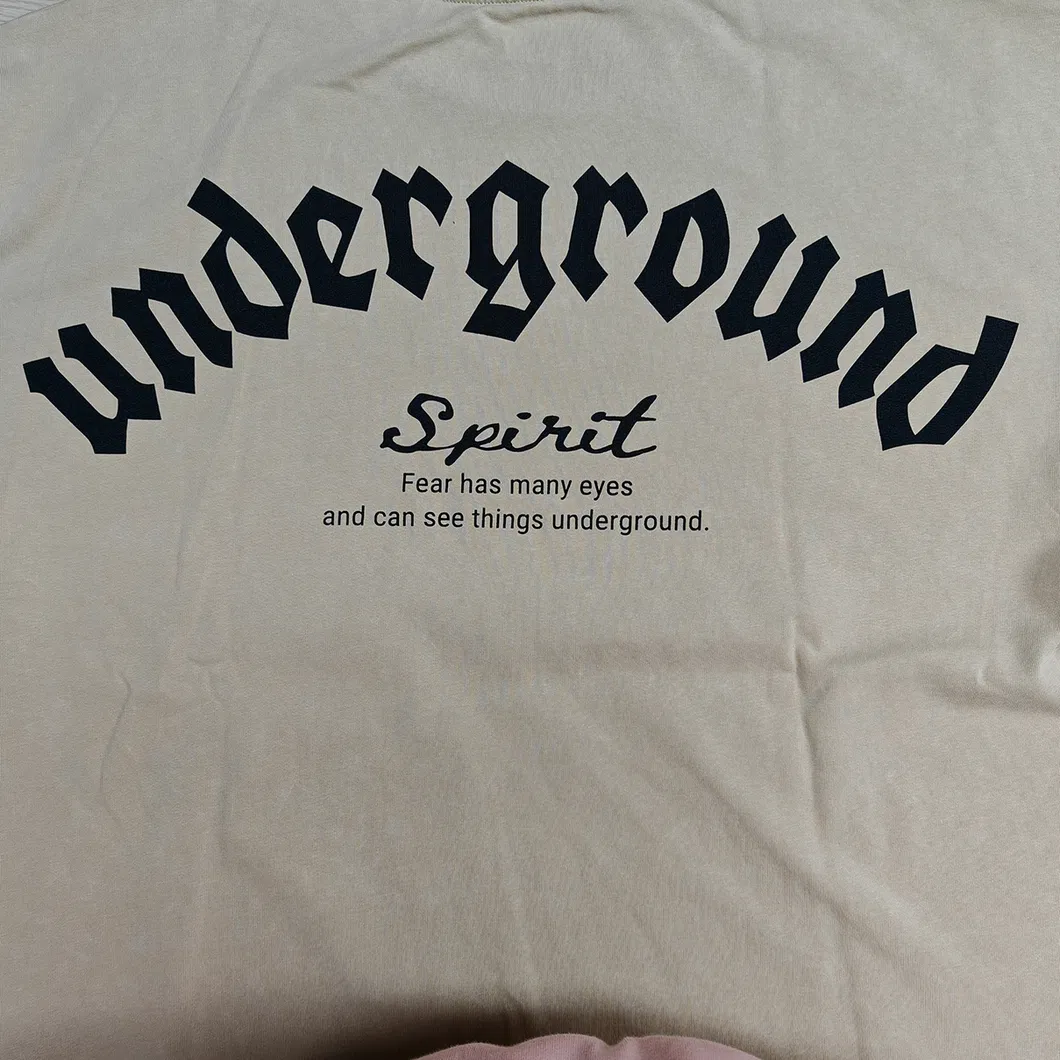 underground
Spirit
Fear has many eyes
and can see things underground.